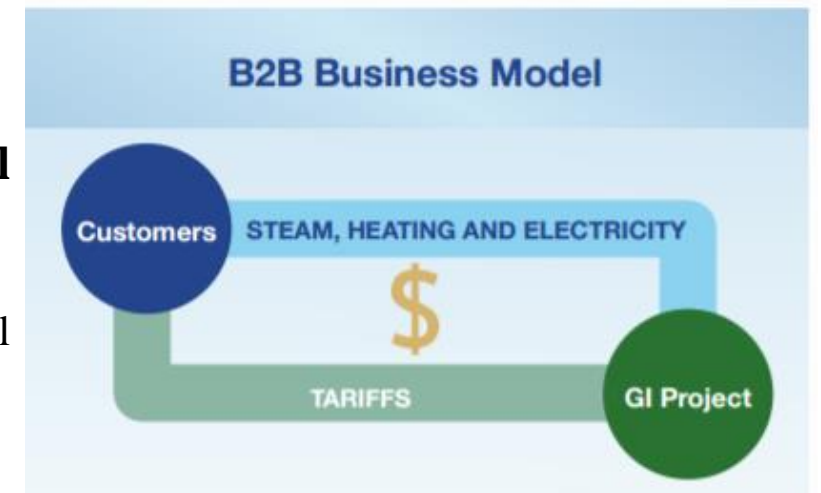 B2B Business Model
l
Customers
STEAM, HEATING AND ELECTRICITY
$
l
TARIFFS
GI Project